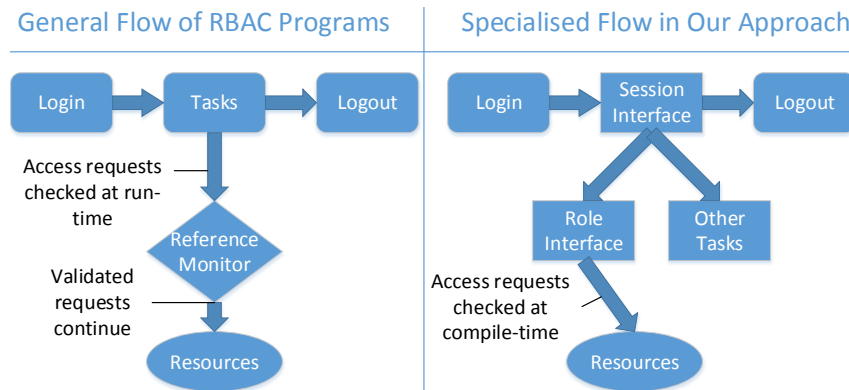 General Flow of RBAC Programs
Login
Tasks
Logout
Access requests
checked at run-
time
Reference
Monitor
Validated
requests
continue
Resources
Specialised Flow in Our Approach
Login
Session
Interface
Logout
Role
Interface
Other
Tasks
Access requests
checked at
compile-time
Resources